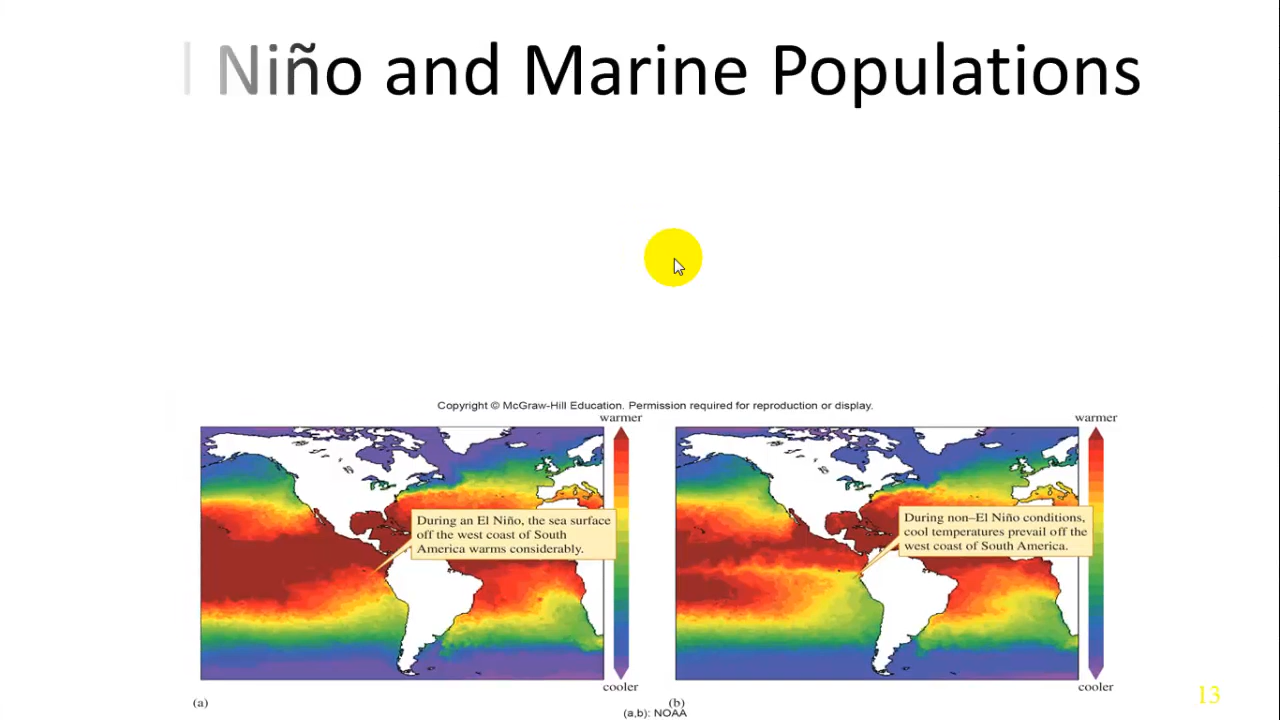 l Niño and Marine Populations
Copyright © McGraw-Hill Education. Permission required for reproduction or display.
warmer
warmer
During an El Niño, the sea surface
off the west coast of South
America warms considerably.
During non–El Niño conditions,
cool temperatures prevail off the
west coast of South America.
cooler
cooler
(a)
(b)
(a,b): NOAA
13